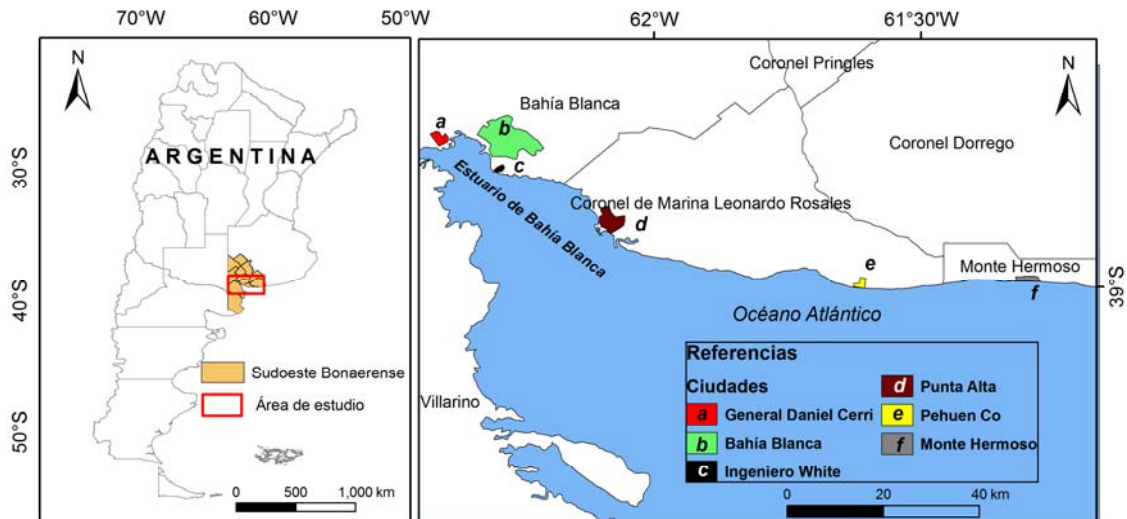 70°W
60°W
50°W
62°W
61°30'W
N
ARGENTINA
30°S
40°S
50°S
Sudoeste Bonaerense
Área de estudio
0 500 1,000 km
N
Coronel Pringles
Bahía Blanca
a
b
c
Coronel Dorrego
Estuario de Bahía Blanca
Coronel de Marina Leonardo Rosales
d
e
Monte Hermoso
f
39°S
Océano Atlántico
Villarino
Referencias
Ciudades
a General Daniel Cerri
b Bahía Blanca
c Ingeniero White
d Punta Alta
e Pehuen Co
f Monte Hermoso
0 20 40 km